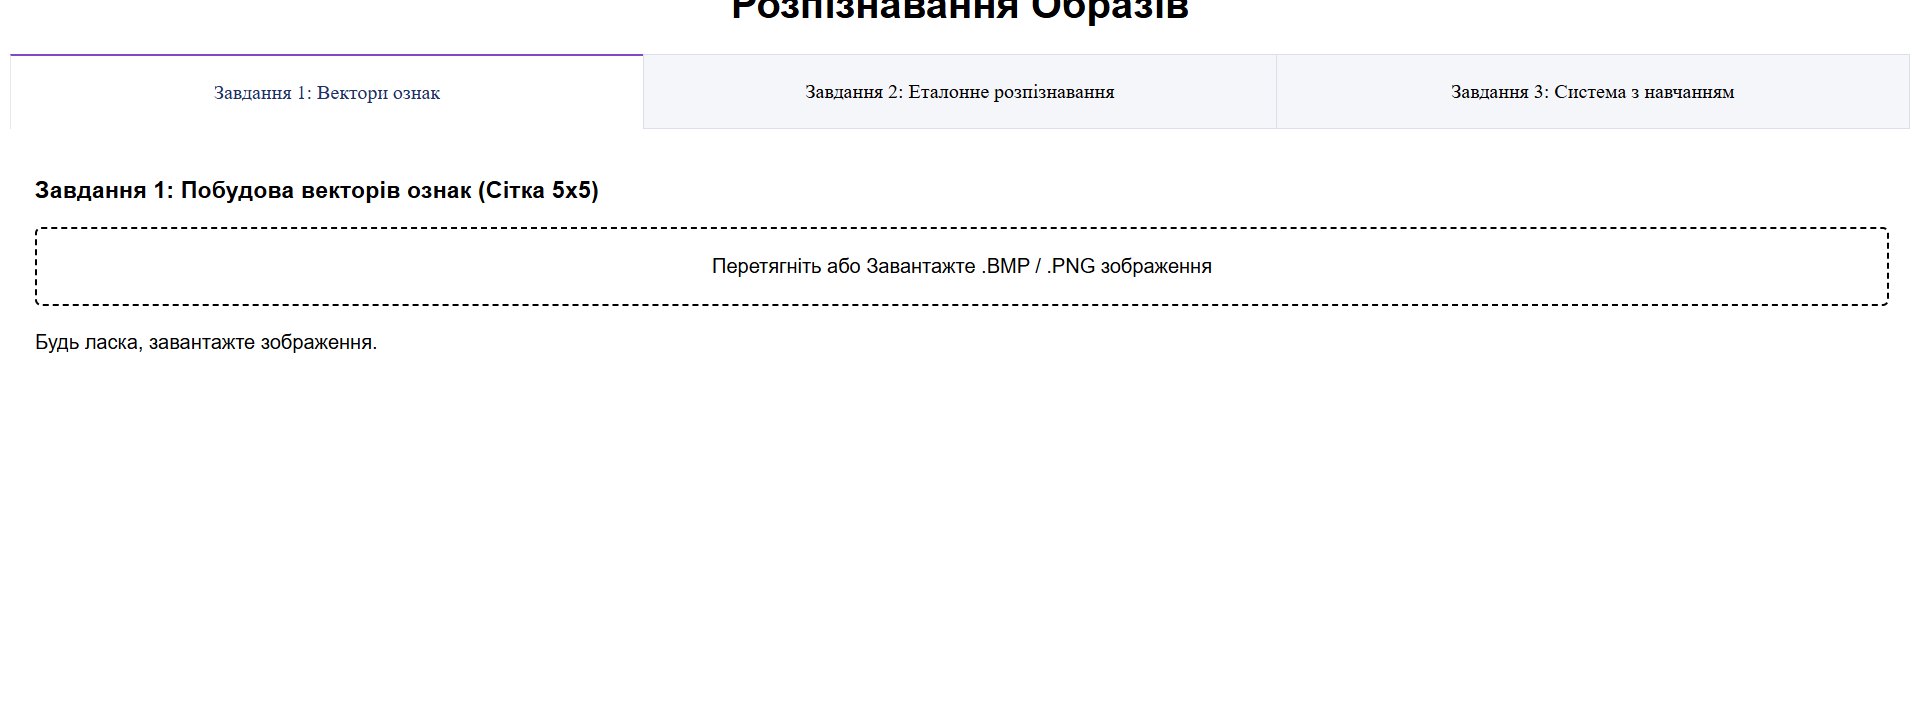 Розпізнавання Образів
Завдання 1: Вектори ознак
Завдання 2: Еталонне розпізнавання
Завдання 3: Система з навчанням
Завдання 1: Побудова векторів ознак (Сітка 5x5)
Перетягніть або Завантажте .BMP / .PNG зображення
Будь ласка, завантажте зображення.